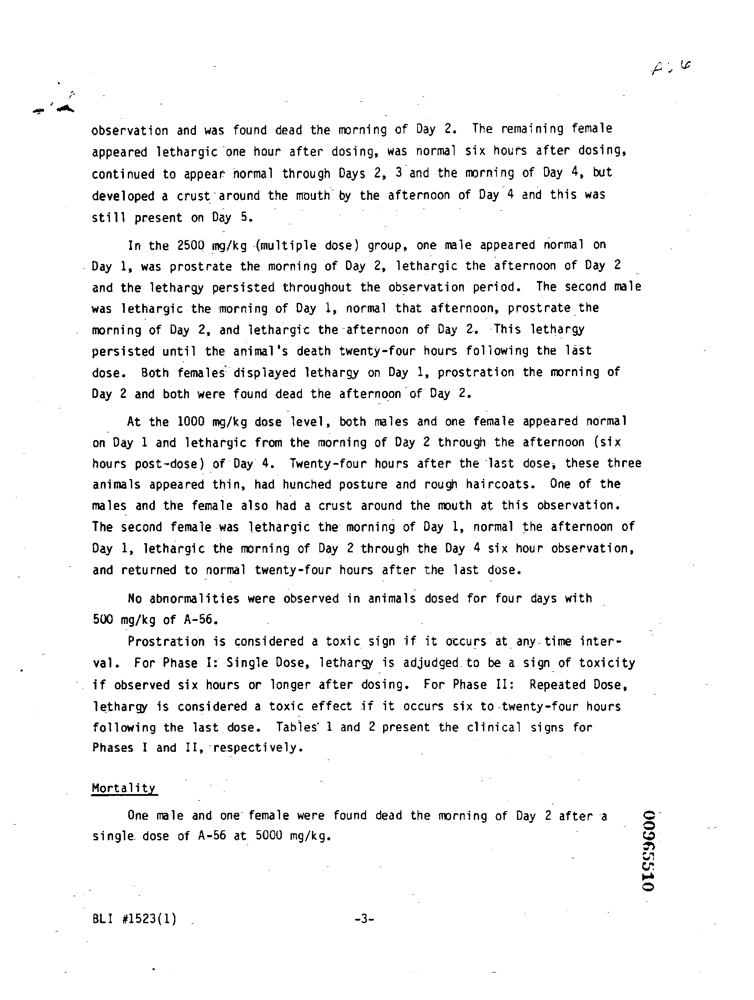 observation and was found dead the morning of Day 2. The remaining female
appeared lethargic one hour after dosing, was normal six hours after dosing,
continued to appear normal through Days 2, 3 and the morning of Day 4, but
developed a crust around the mouth by the afternoon of Day 4 and this was
still present on Day 5.
In the 2500 mg/kg (multiple dose) group, one male appeared normal on
Day 1, was prostrate the morning of Day 2, lethargic the afternoon of Day 2
and the lethargy persisted throughout the observation period. The second male
was lethargic the morning of Day 1, normal that afternoon, prostrate the
morning of Day 2, and lethargic the afternoon of Day 2. This lethargy
persisted until the animal's death twenty-four hours following the last
dose. Both females displayed lethargy on Day 1, prostration the morning of
Day 2 and both were found dead the afternoon of Day 2.
At the 1000 mg/kg dose level, both males and one female appeared normal
on Day 1 and lethargic from the morning of Day 2 through the afternoon (six
hours post-dose) of Day 4. Twenty-four hours after the last dose, these three
animals appeared thin, had hunched posture and rough haircoats. One of the
males and the female also had a crust around the mouth at this observation.
The second female was lethargic the morning of Day 1, normal the afternoon of
Day 1, lethargic the morning of Day 2 through the Day 4 six hour observation,
and returned to normal twenty-four hours after the last dose.
No abnormalities were observed in animals dosed for four days with
500 mg/kg of A-56.
Prostration is considered a toxic sign if it occurs at any time inter-
val. For Phase I: Single Dose, lethargy is adjudged to be a sign of toxicity
if observed six hours or longer after dosing. For Phase II: Repeated Dose,
lethargy is considered a toxic effect if it occurs six to twenty-four hours
following the last dose. Tables 1 and 2 present the clinical signs for
Phases I and II, respectively.
Mortality
One male and one female were found dead the morning of Day 2 after a
single dose of A-56 at 5000 mg/kg.
00965510
BLI #1523(1)
-3-